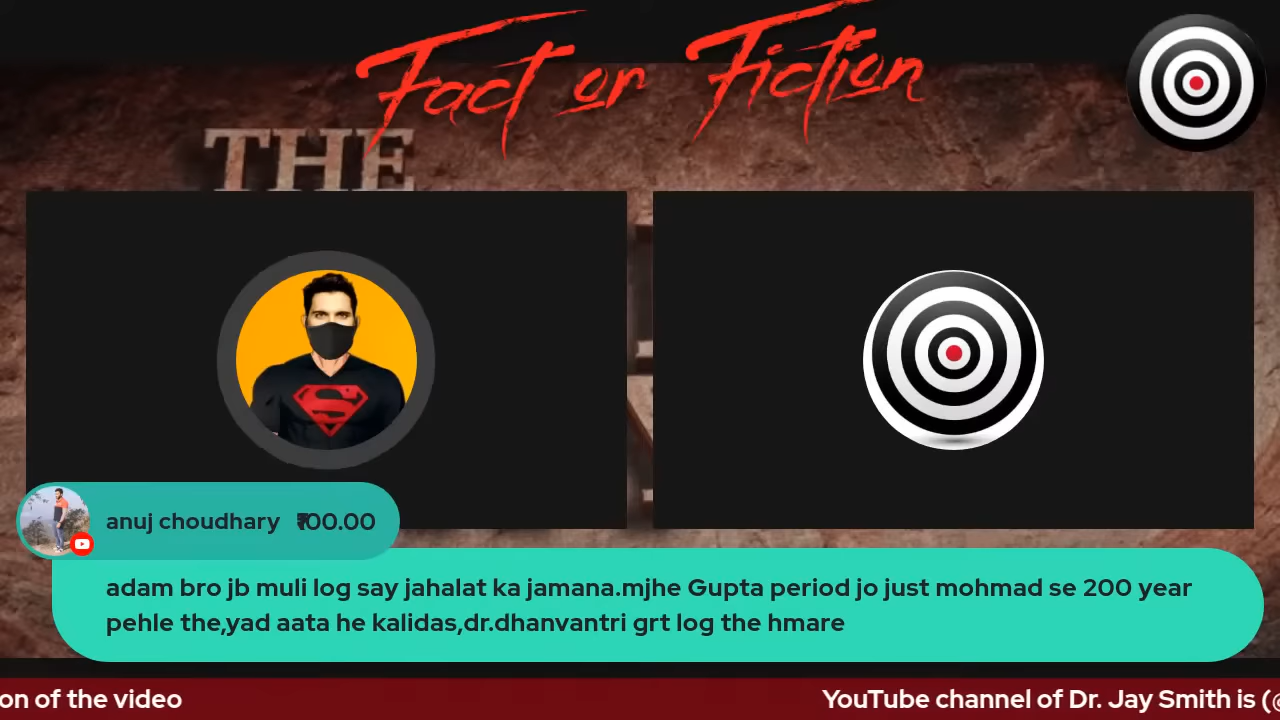 Fact or Fiction
THE
anuj choudhary ₹100.00
adam bro jb muli log say jahalat ka jamana.mjhe Gupta period jo just mohmad se 200 year
pehle the,yad aata he kalidas,dr.dhanvantri grt log the hmare
on of the video
YouTube channel of Dr. Jay Smith is (@